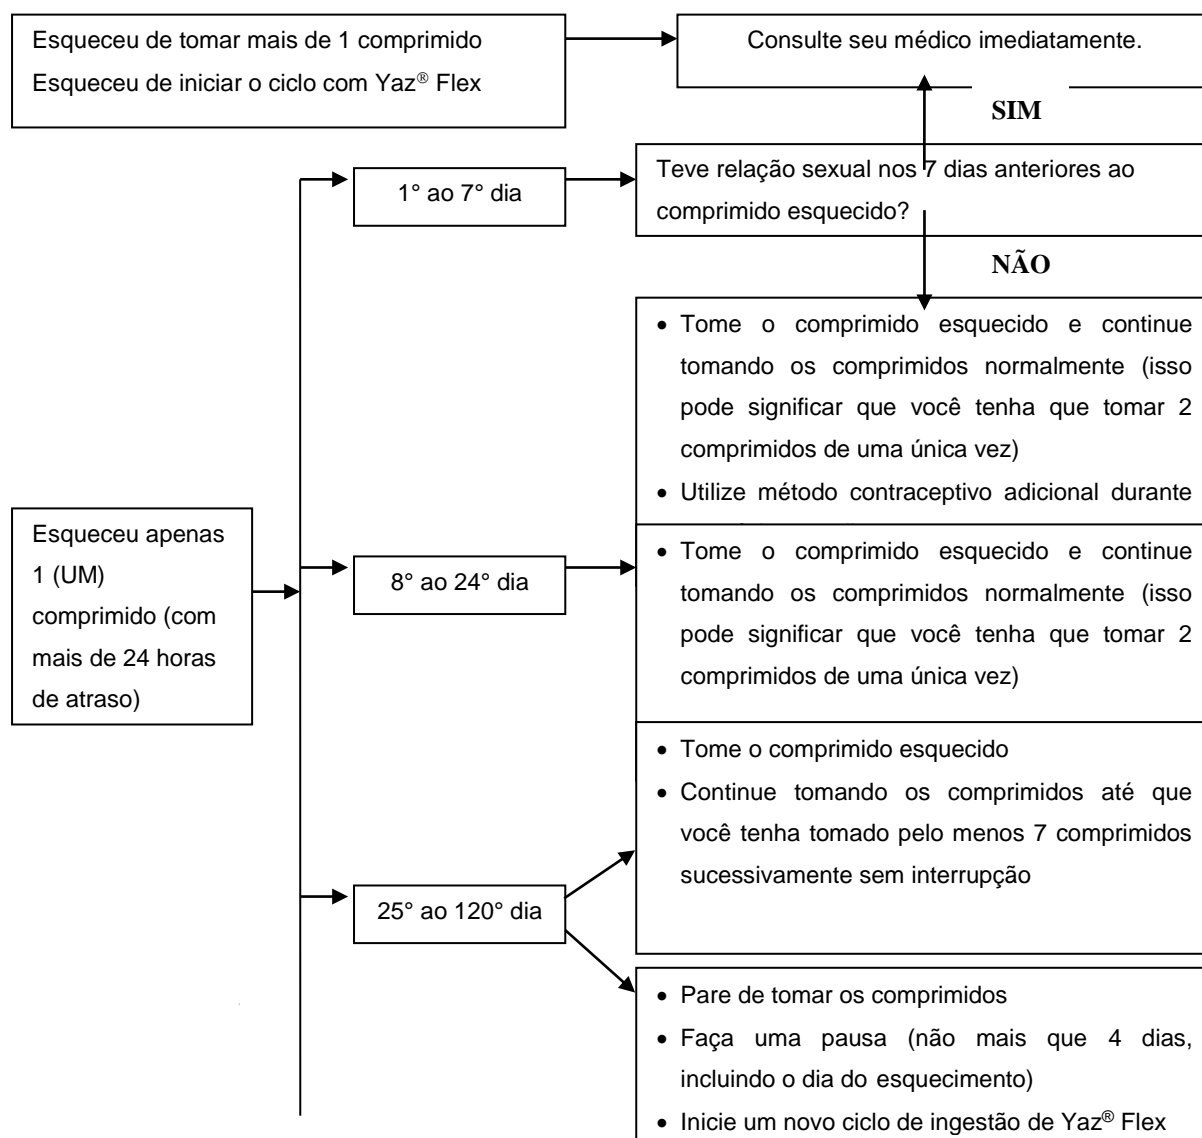 Esqueceu de tomar mais de 1 comprimido
Esqueceu de iniciar o ciclo com Yaz® Flex
Consulte seu médico imediatamente.
SIM
1° ao 7° dia
Teve relação sexual nos 7 dias anteriores ao
comprimido esquecido?
NÃO
• Tome o comprimido esquecido e continue
tomando os comprimidos normalmente (isso
pode significar que você tenha que tomar 2
comprimidos de uma única vez)
• Utilize método contraceptivo adicional durante
Esqueceu apenas
1 (UM)
comprimido (com
mais de 24 horas
de atraso)
8° ao 24° dia
• Tome o comprimido esquecido e continue
tomando os comprimidos normalmente (isso
pode significar que você tenha que tomar 2
comprimidos de uma única vez)
25° ao 120° dia
• Tome o comprimido esquecido
• Continue tomando os comprimidos até que
você tenha tomado pelo menos 7 comprimidos
sucessivamente sem interrupção
• Pare de tomar os comprimidos
• Faça uma pausa (não mais que 4 dias,
incluindo o dia do esquecimento)
• Inicie um novo ciclo de ingestão de Yaz® Flex